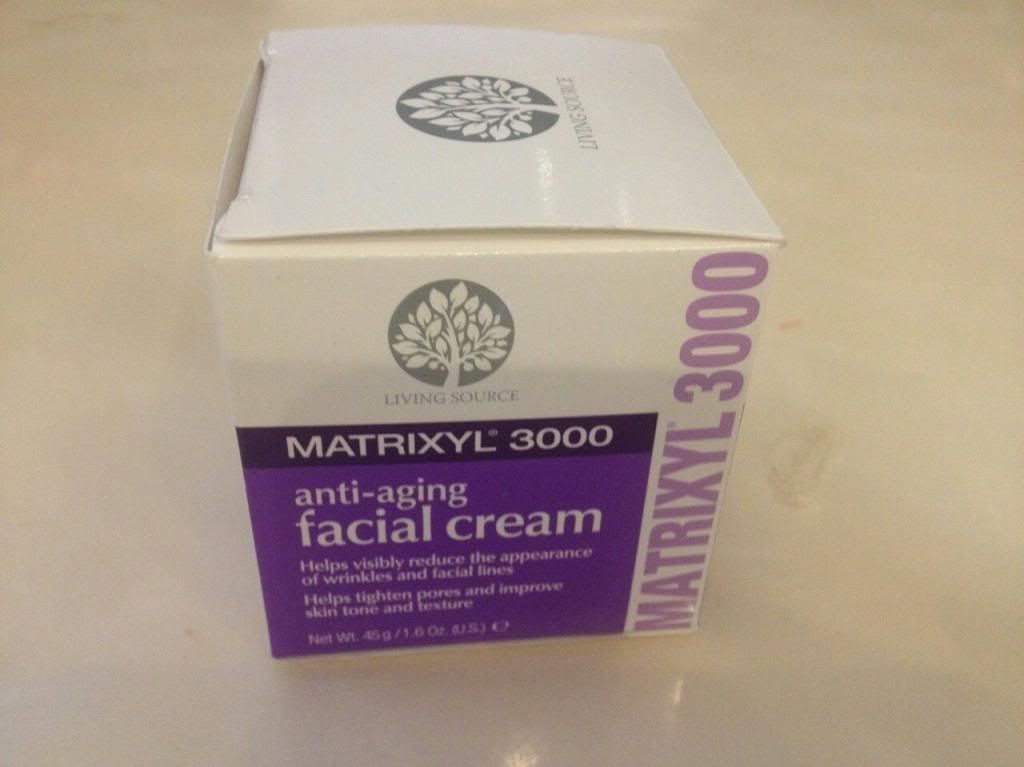 LIVING SOURCE
LIVING SOURCE
MATRIXYL® 3000
anti-aging
facial cream
Helps visibly reduce the appearance
of wrinkles and facial lines
Helps tighten pores and improve
skin tone and texture
Net Wt. 45g/1.6 Oz. (U.S.) ℮
MATRIXYL® 3000